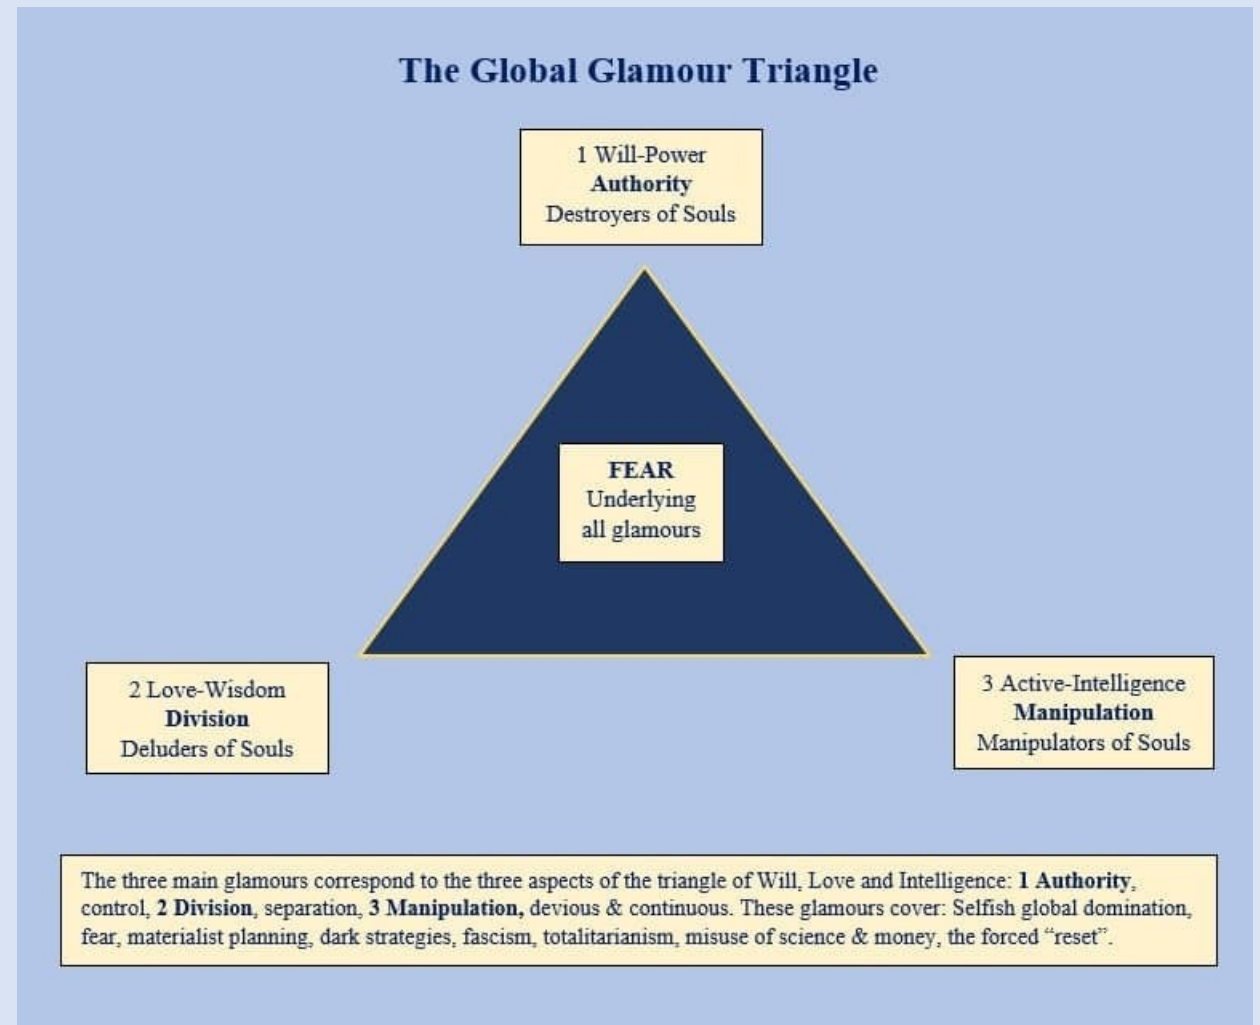 The Global Glamour Triangle
1 Will-Power
Authority
Destroyers of Souls
FEAR
Underlying
all glamours
2 Love-Wisdom
Division
Deluders of Souls
3 Active-Intelligence
Manipulation
Manipulators of Souls
The three main glamours correspond to the three aspects of the triangle of Will, Love and Intelligence: 1 Authority,
control, 2 Division, separation, 3 Manipulation, devious & continuous. These glamours cover: Selfish global domination,
fear, materialist planning, dark strategies, fascism, totalitarianism, misuse of science & money, the forced “reset”.